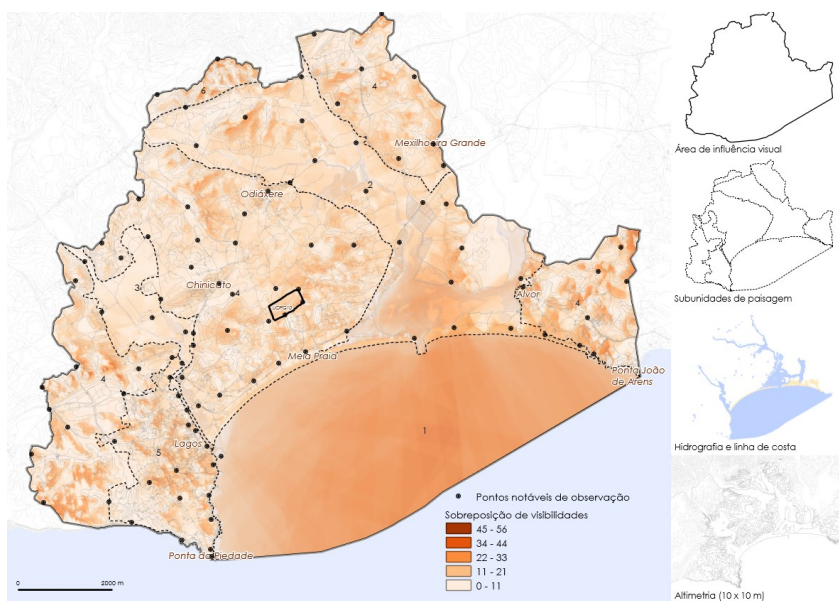 6
4
Mexilhoeira Grande
2
Odiáxere
3
Chinicato
4
Alvor
4
Meia Praia
4
Ponta João
de Arens
Lagos
5
1
Ponta da Piedade
Pontos notáveis de observação
Sobreposição de visibilidades
45 - 56
34 - 44
22 - 33
11 - 21
0 - 11
0
2000 m
Área de influência visual
Subunidades de paisagem
Hidrografia e linha de costa
Altimetria (10 x 10 m)